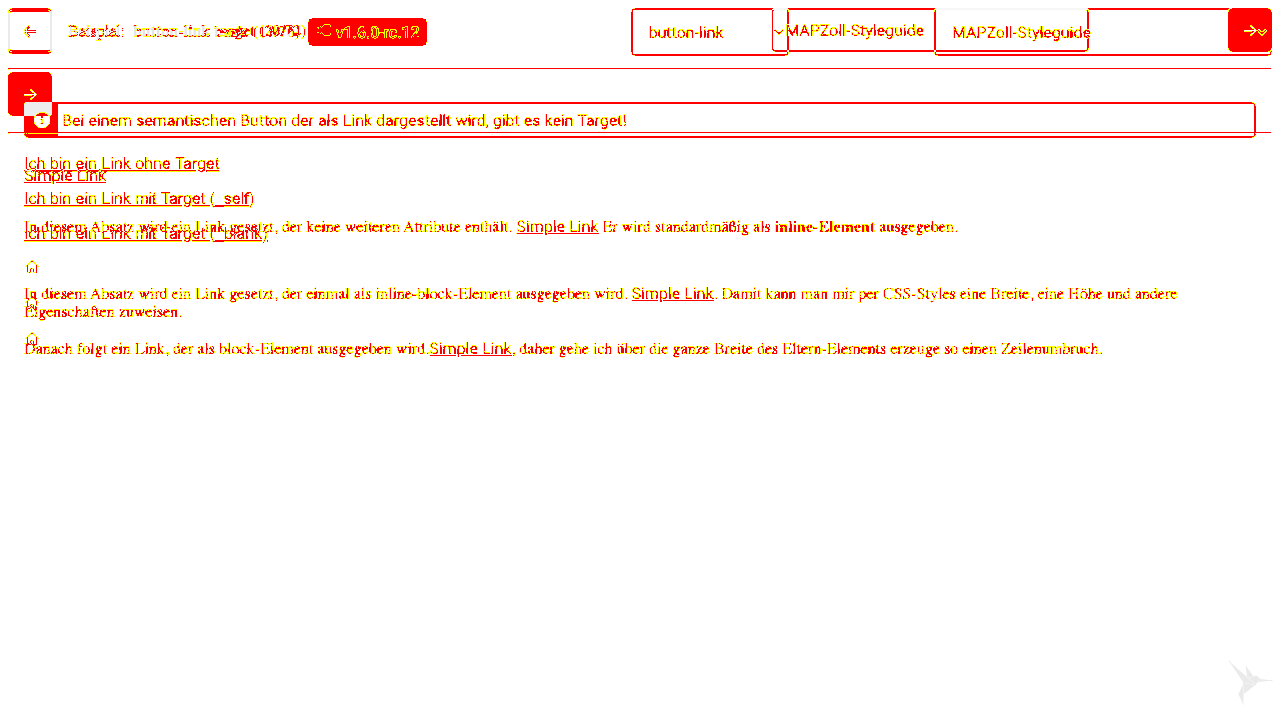 Beispiel: button-link v1.6.0-rc.12 button-link MAPZoll-Styleguide MAPZoll-Styleguide
Bei einem semantischen Button der als Link dargestellt wird, gibt es kein Target!
Ich bin ein Link ohne Target
Simple Link
Ich bin ein Link mit Target (_self)
In diesem Absatz wird ein Link gesetzt, der keine weiteren Attribute enthält. Simple Link Er wird standardmäßig als inline-Element ausgegeben.
Ich bin ein Link mit Target (_blank)
In diesem Absatz wird ein Link gesetzt, der einmal als inline-block-Element ausgegeben wird. Simple Link. Damit kann man mir per CSS-Styles eine Breite, eine Höhe und andere
Eigenschaften zuweisen.
Danach folgt ein Link, der als block-Element ausgegeben wird.Simple Link, daher gehe ich über die ganze Breite des Eltern-Elements erzeuge so einen Zeilenumbruch.